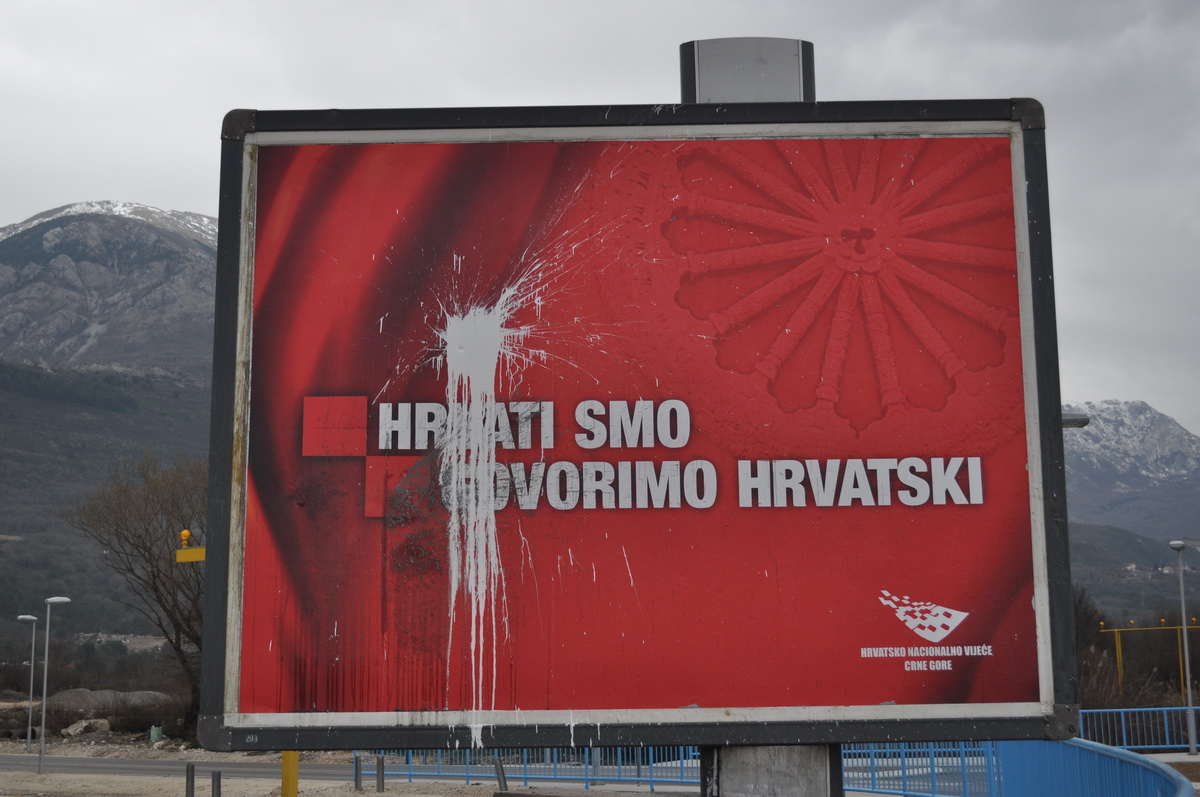 HRVATI SMO
GOVORIMO HRVATSKI
HRVATSKO NACIONALNO VIJEĆE
CRNE GORE